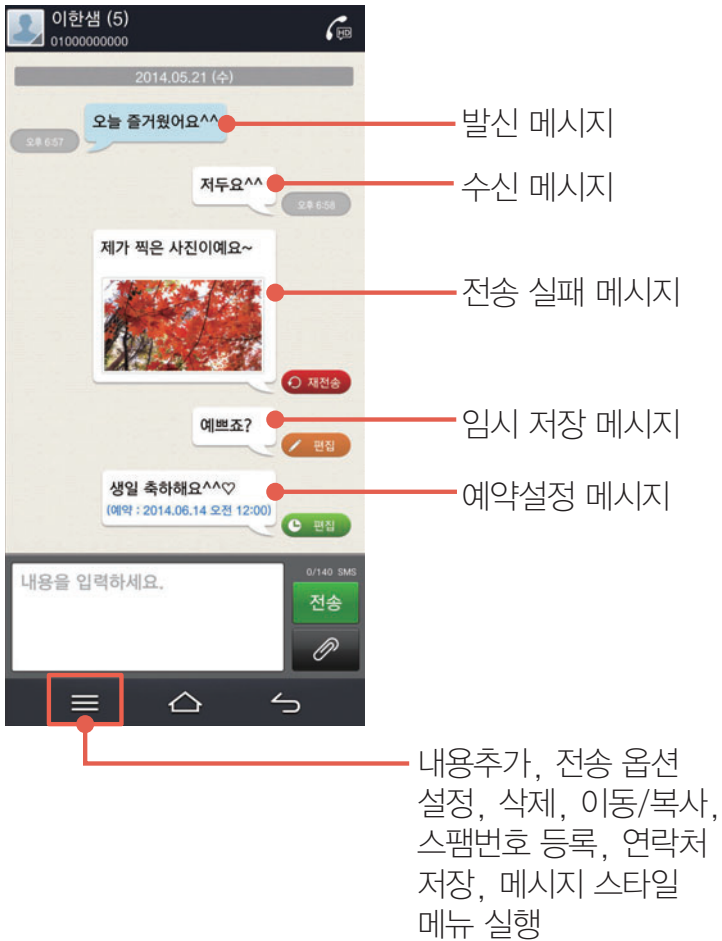 이한샘 (5)
01000000000
HD
2014.05.21 (수)
오늘 즐거웠어요^^
오후 6:57
발신 메시지
저두요^^
오후 6:58
수신 메시지
제가 찍은 사진이예요~
전송 실패 메시지
재전송
예쁘죠?
편집
임시 저장 메시지
생일 축하해요^^♡
(예약 : 2014.06.14 오전 12:00)
편집
예약설정 메시지
내용을 입력하세요.
0/140 SMS
전송
내용추가, 전송 옵션
설정, 삭제, 이동/복사,
스팸번호 등록, 연락처
저장, 메시지 스타일
메뉴 실행